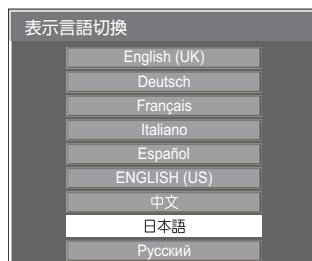 表示言語切換
English (UK)
Deutsch
Français
Italiano
Español
ENGLISH (US)
中文
日本語
Русский